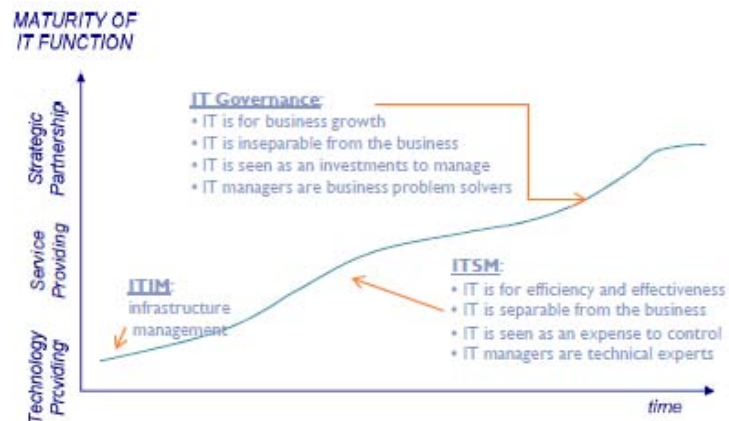 MATURITY OF
IT FUNCTION
Strategic
Partnership
Service
Providing
Technology
Providing
IT Governance:
• IT is for business growth
• IT is inseparable from the business
• IT is seen as an investments to manage
• IT managers are business problem solvers
ITIM:
infrastructure
management
ITSM:
• IT is for efficiency and effectiveness
• IT is separable from the business
• IT is seen as an expense to control
• IT managers are technical experts
time